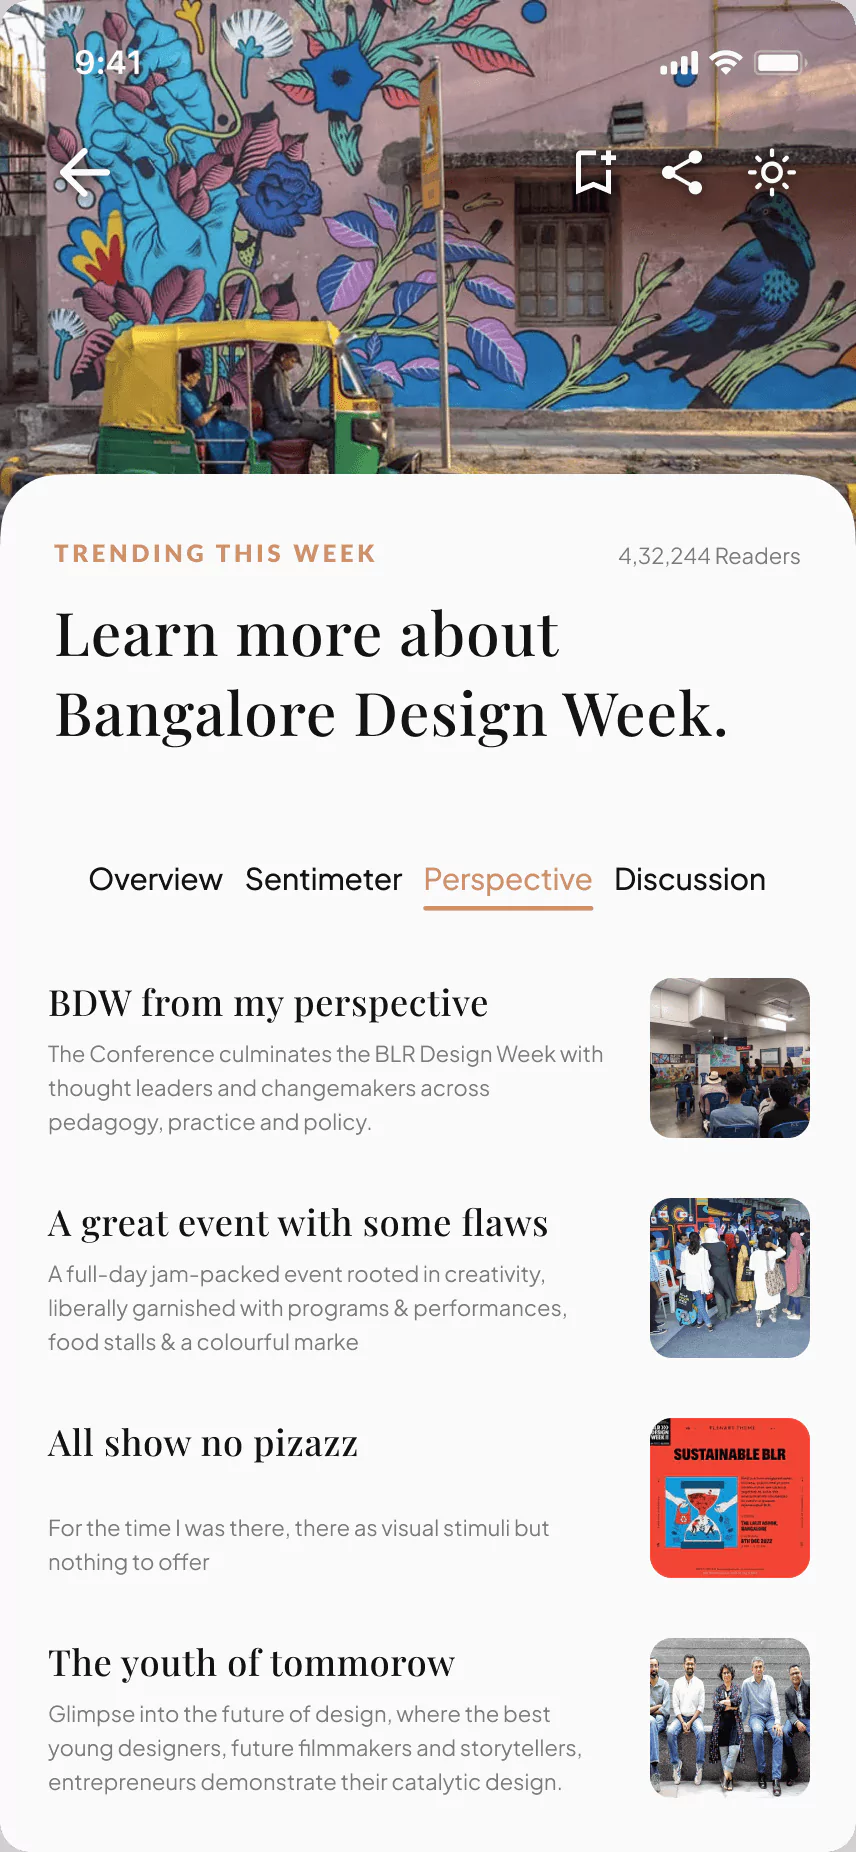 9:41
TRENDING THIS WEEK
4,32,244 Readers
Learn more about
Bangalore Design Week.
Overview Sentimeter Perspective Discussion
BDW from my perspective
The Conference culminates the BLR Design Week with
thought leaders and changemakers across
pedagogy, practice and policy.
A great event with some flaws
A full-day jam-packed event rooted in creativity,
liberally garnished with programs & performances,
food stalls & a colourful marke
All show no pizazz
For the time I was there, there as visual stimuli but
nothing to offer
SUSTAINABLE BLR
The youth of tommorow
Glimpse into the future of design, where the best
young designers, future filmmakers and storytellers,
entrepreneurs demonstrate their catalytic design.